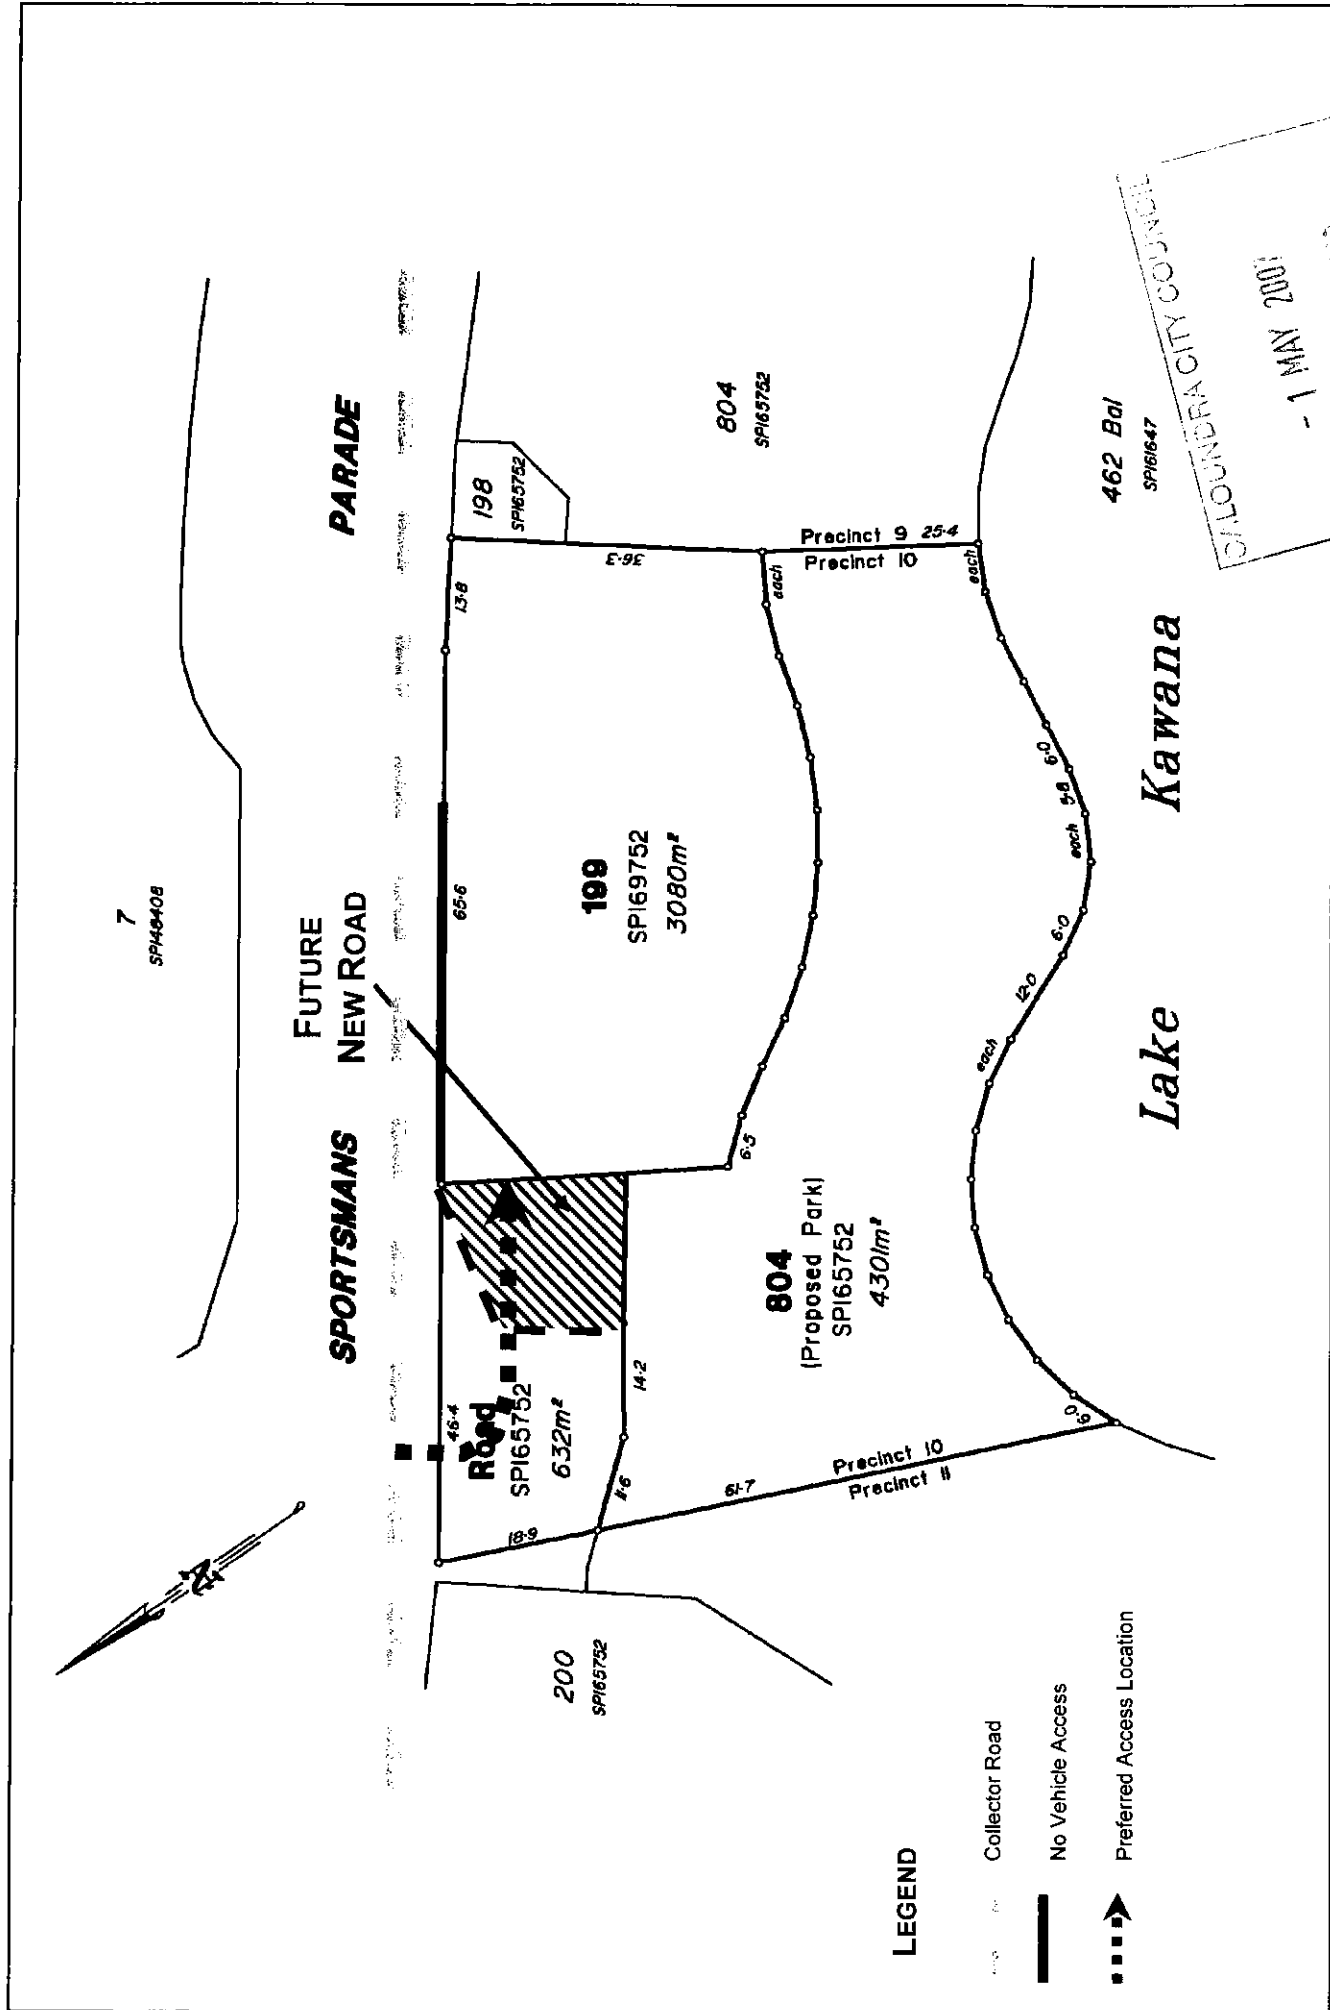 7
SP148408
SPORTSMANS PARADE
FUTURE
NEW ROAD
46·4
65·6
13·8
198
SP165752
804
SP165752
Road
SP165752
632m²
18·9
11·6
14·2
199
SP169752
3080m²
36·3
6·5
each
Precinct 9
Precinct 10
25·4
200
SP165752
61·7
Precinct 10
Precinct 11
804
(Proposed Park)
SP165752
4301m²
6·0
each
12·0
6·0
each
5·8
6·0
each
Lake Kawana
462 Bal
SP161647
N
LEGEND
Collector Road
No Vehicle Access
Preferred Access Location
CALOUNDRA CITY COUNCIL
- 1 MAY